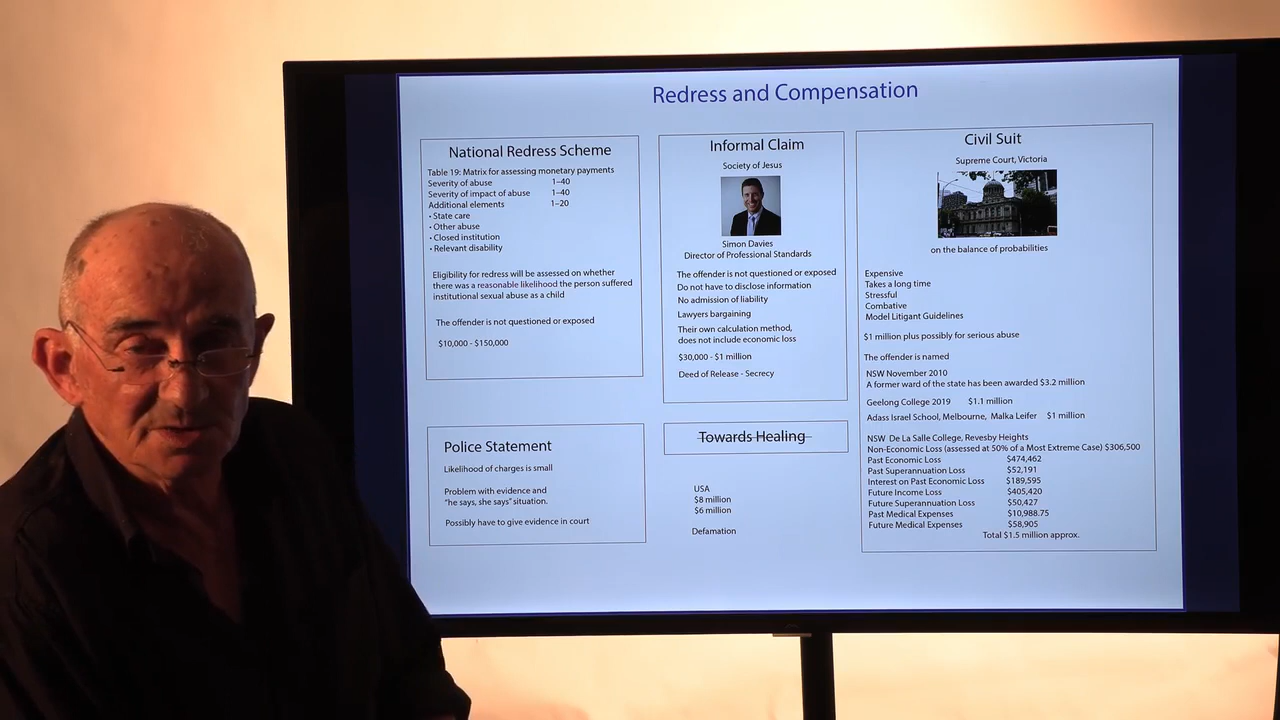 Redress and Compensation
National Redress Scheme
Table 19: Matrix for assessing monetary payments
Severity of abuse 1–40
Severity of impact of abuse 1–40
Additional elements 1–20
• State care
• Other abuse
• Closed institution
• Relevant disability
Eligibility for redress will be assessed on whether
there was a reasonable likelihood the person suffered
institutional sexual abuse as a child
The offender is not questioned or exposed
$10,000 - $150,000
Police Statement
Likelihood of charges is small
Problem with evidence and
"he says, she says" situation.
Possibly have to give evidence in court
Informal Claim
Society of Jesus
Simon Davies
Director of Professional Standards
The offender is not questioned or exposed
Do not have to disclose information
No admission of liability
Lawyers bargaining
Their own calculation method,
does not include economic loss
$30,000 - $1 million
Deed of Release - Secrecy
Towards Healing
USA
$8 million
$6 million
Defamation
Civil Suit
Supreme Court, Victoria
on the balance of probabilities
Expensive
Takes a long time
Stressful
Combative
Model Litigant Guidelines
$1 million plus possibly for serious abuse
The offender is named
NSW November 2010
A former ward of the state has been awarded $3.2 million
Geelong College 2019 $1.1 million
Adass Israel School, Melbourne, Malka Leifer $1 million
NSW De La Salle College, Revesby Heights
Non-Economic Loss (assessed at 50% of a Most Extreme Case) $306,500
Past Economic Loss $474,462
Past Superannuation Loss $52,191
Interest on Past Economic Loss $189,595
Future Income Loss $405,420
Future Superannuation Loss $50,427
Past Medical Expenses $10,988.75
Future Medical Expenses $58,905
Total $1.5 million approx.